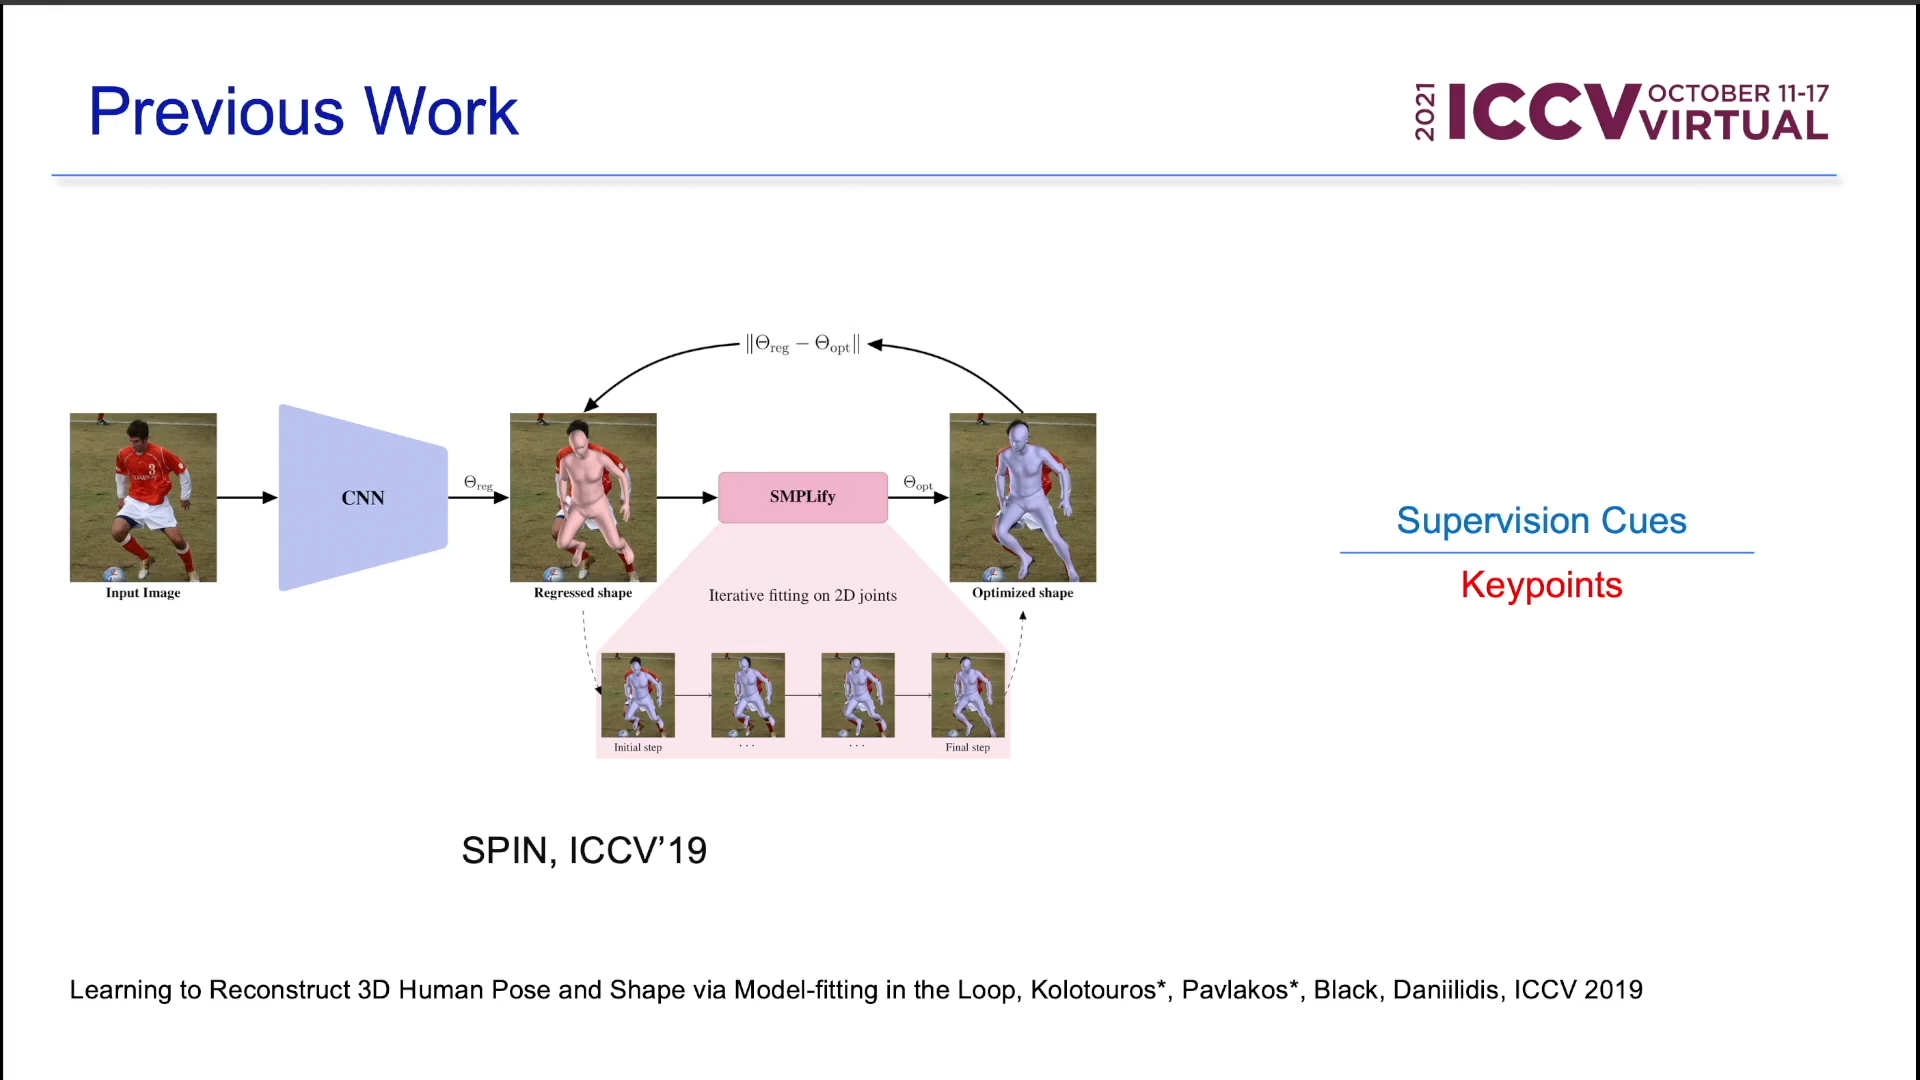 Previous Work
2021 ICCV OCTOBER 11-17 VIRTUAL
‖Θreg − Θopt‖
3
CNN
Θreg
SMPLify
Θopt
Input Image
Regressed shape
Iterative fitting on 2D joints
Optimized shape
Initial step
. . .
. . .
Final step
Supervision Cues
Keypoints
SPIN, ICCV’19
Learning to Reconstruct 3D Human Pose and Shape via Model-fitting in the Loop, Kolotouros*, Pavlakos*, Black, Daniilidis, ICCV 2019